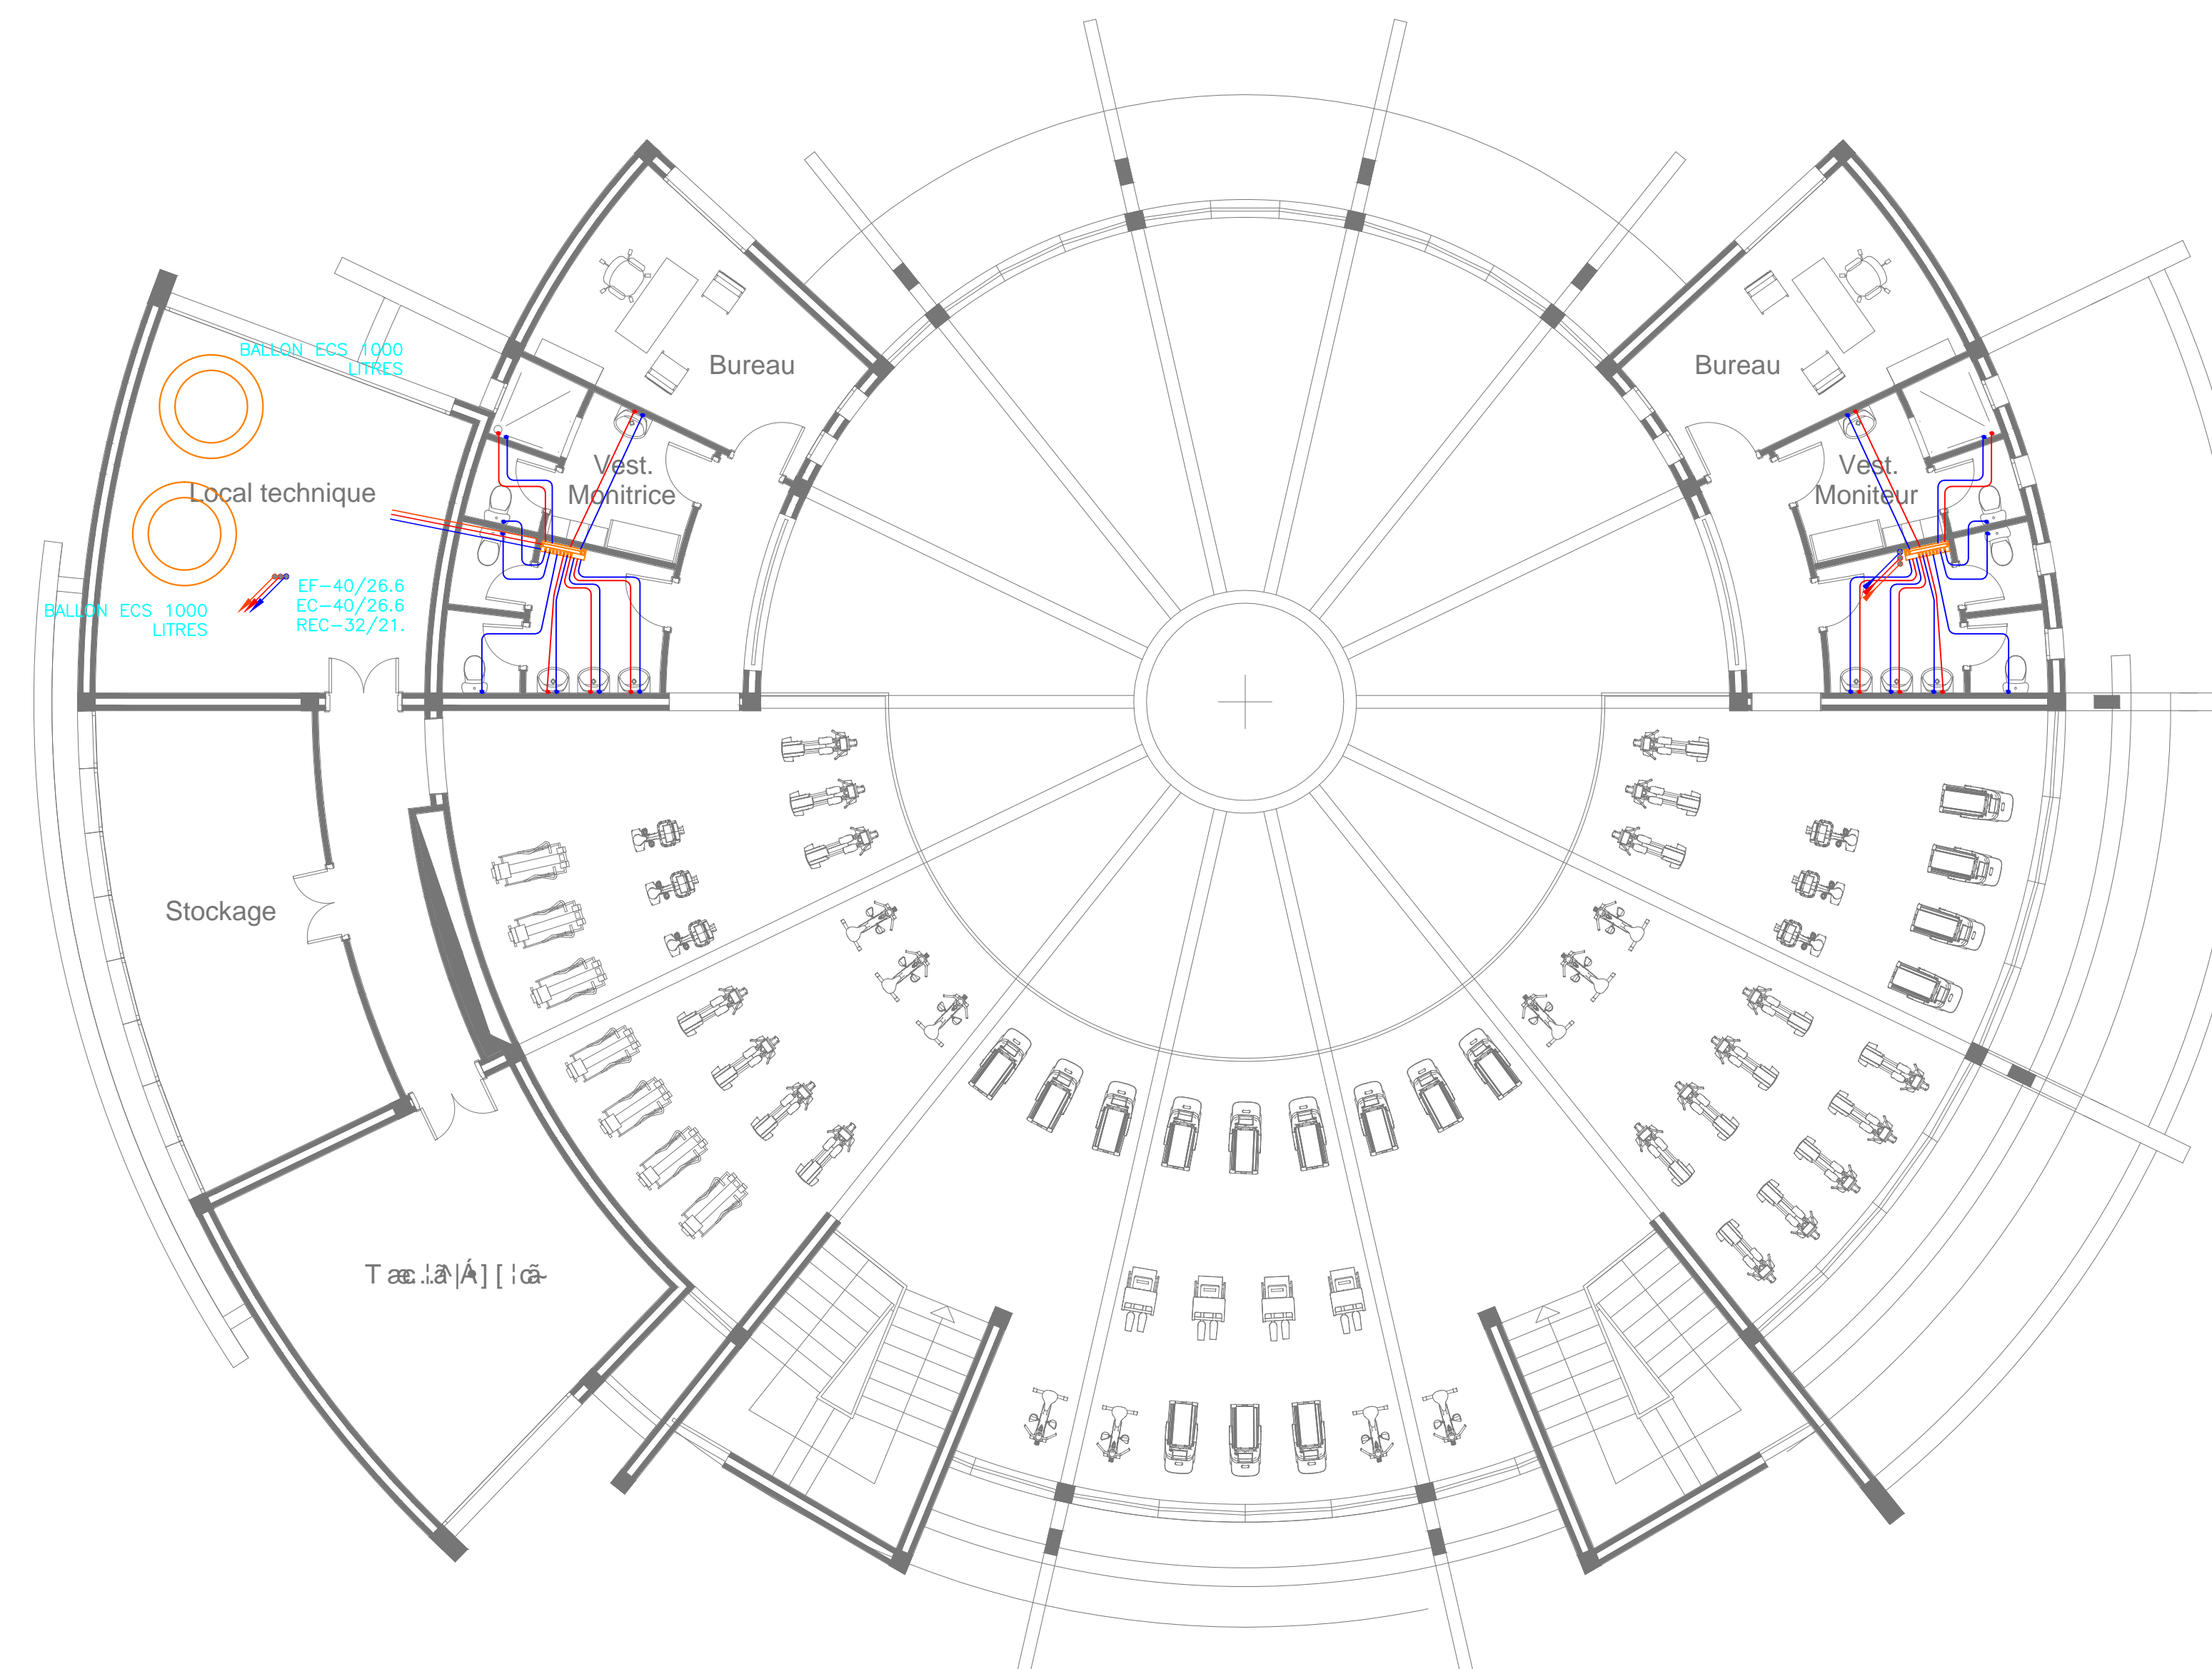 BALLON ECS 1000
LITRES
Bureau
Bureau
Vest.
Monitrice
Vest.
Moniteur
Local technique
EF-40/26.6
EC-40/26.6
REC-32/21.
BALLON ECS 1000
LITRES
Stockage